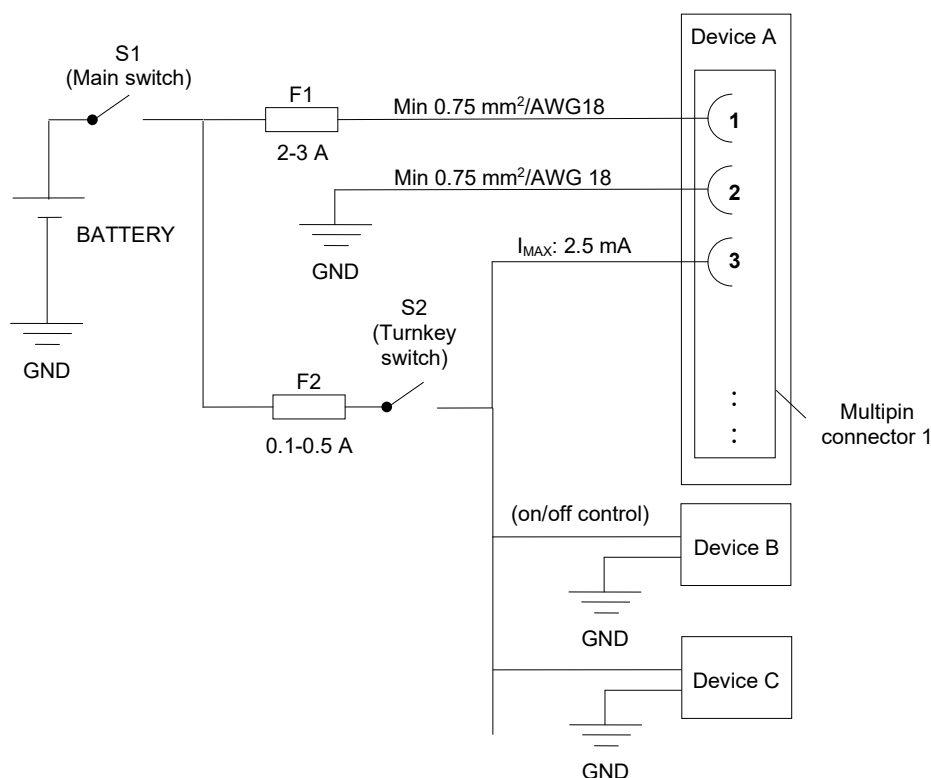 Device A
S1
(Main switch)
F1
Min 0.75 mm²/AWG18
1
2-3 A
Min 0.75 mm²/AWG 18
2
BATTERY
GND
I_MAX: 2.5 mA
3
S2
(Turnkey
switch)
GND
F2
0.1-0.5 A
:
:
Multipin
connector 1
(on/off control)
Device B
GND
Device C
GND